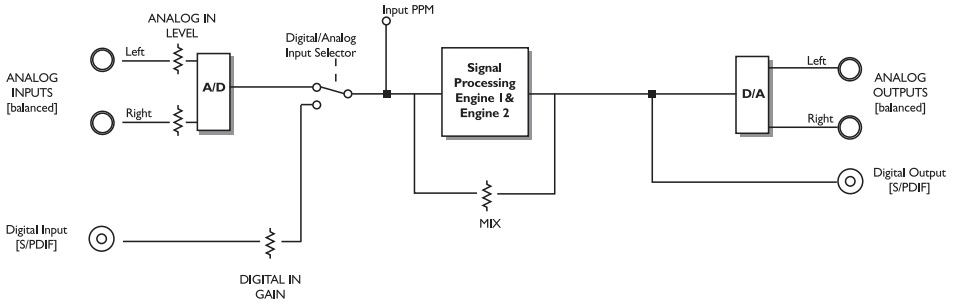 ANALOG IN
LEVEL
Input PPM
Digital/Analog
Input Selector
Left
ANALOG
INPUTS
[balanced]
A/D
Right
Signal
Processing
Engine 1&
Engine 2
D/A
Left
ANALOG
OUTPUTS
[balanced]
Right
Digital Output
[S/PDIF]
MIX
Digital Input
[S/PDIF]
DIGITAL IN
GAIN